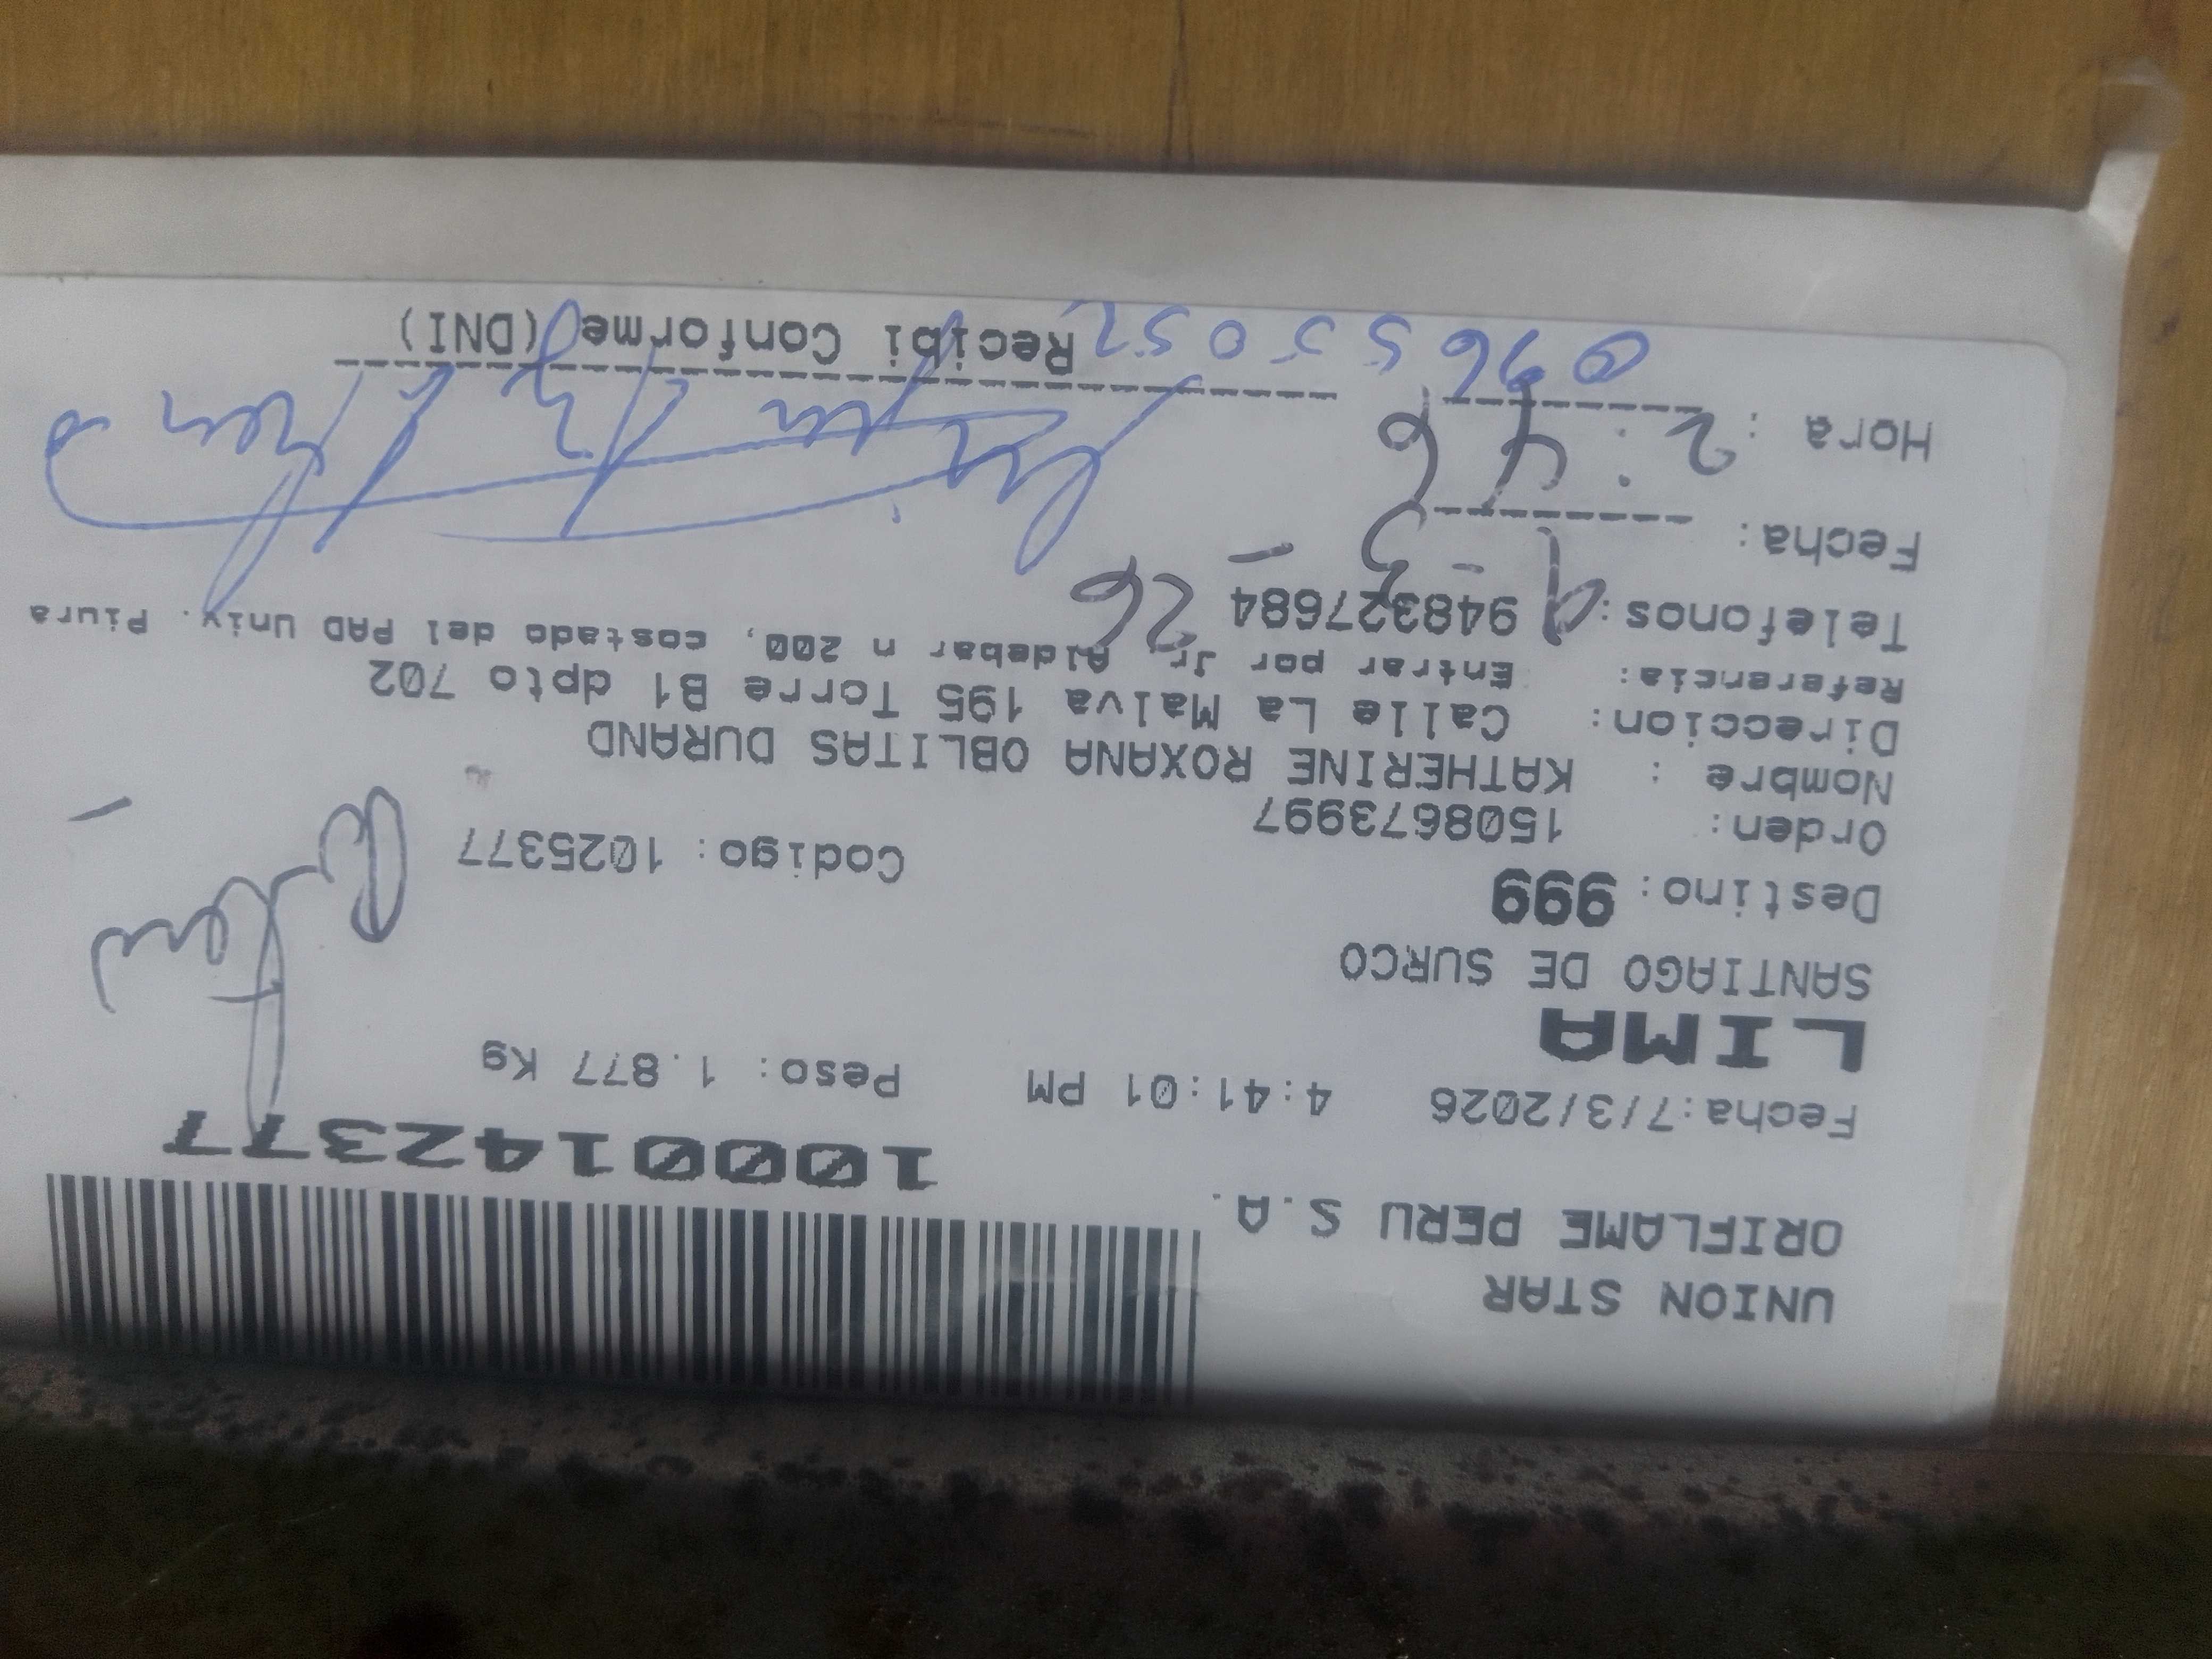 UNION STAR
ORIFLAME PERU S.A.
10001142377
Fecha:7/3/2026 4:41:01 PM Peso: 1.877 Kg
LIMA
SANTIAGO DE SURCO
Destino: 999
Orden: 1508673997 Codigo: 1025377
Nombre : KATHERINE ROXANA OBLITAS DURAND
Direccion: Calle La Malva 195 Torre B1 dpto 702
Referencia: Entrar por Jr Aldebar n 200, costado del PAD Univ. Piura
Telefonos: 948327684
Fecha: 9 - 3 - 26
Hora : 2:46
Recibi Conforme (DNI)